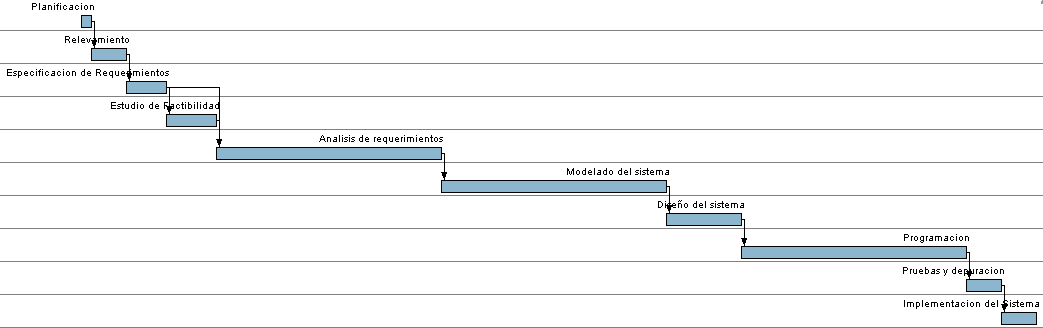 Planificacion
Relevamiento
Especificacion de Requerimientos
Estudio de Factibilidad
Analisis de requerimientos
Modelado del sistema
Diseño del sistema
Programacion
Pruebas y depuracion
Implementacion del Sistema